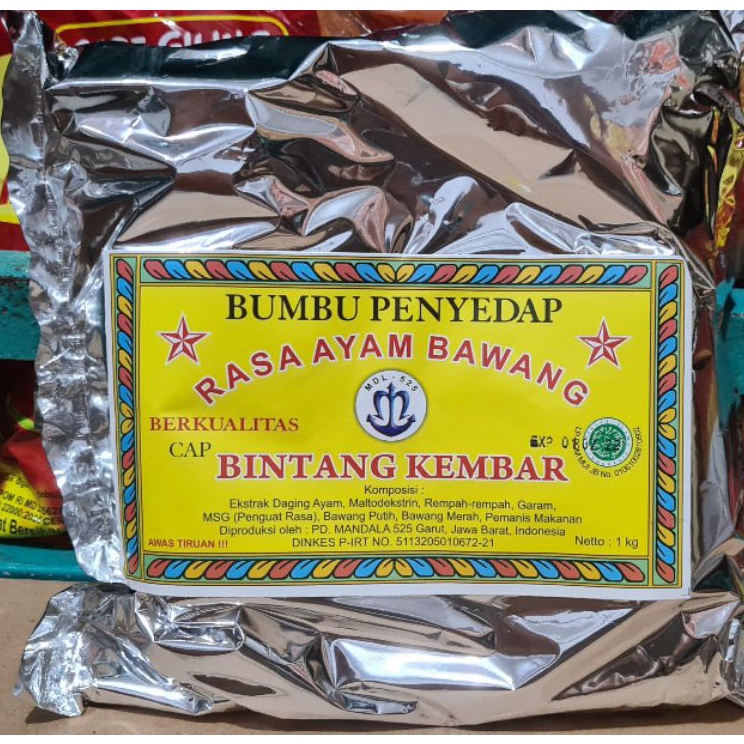 BUMBU PENYEDAP
RASA AYAM BAWANG
MDL - 525
BERKUALITAS
CAP
BINTANG KEMBAR
EXP 080
Komposisi :
Ekstrak Daging Ayam, Maltodekstrin, Rempah-rempah, Garam,
MSG (Penguat Rasa), Bawang Putih, Bawang Merah, Pemanis Makanan
Diproduksi oleh : PD. MANDALA 525 Garut, Jawa Barat, Indonesia
AWAS TIRUAN !!!
DINKES P-IRT NO. 5113205010672-21
Netto : 1 kg